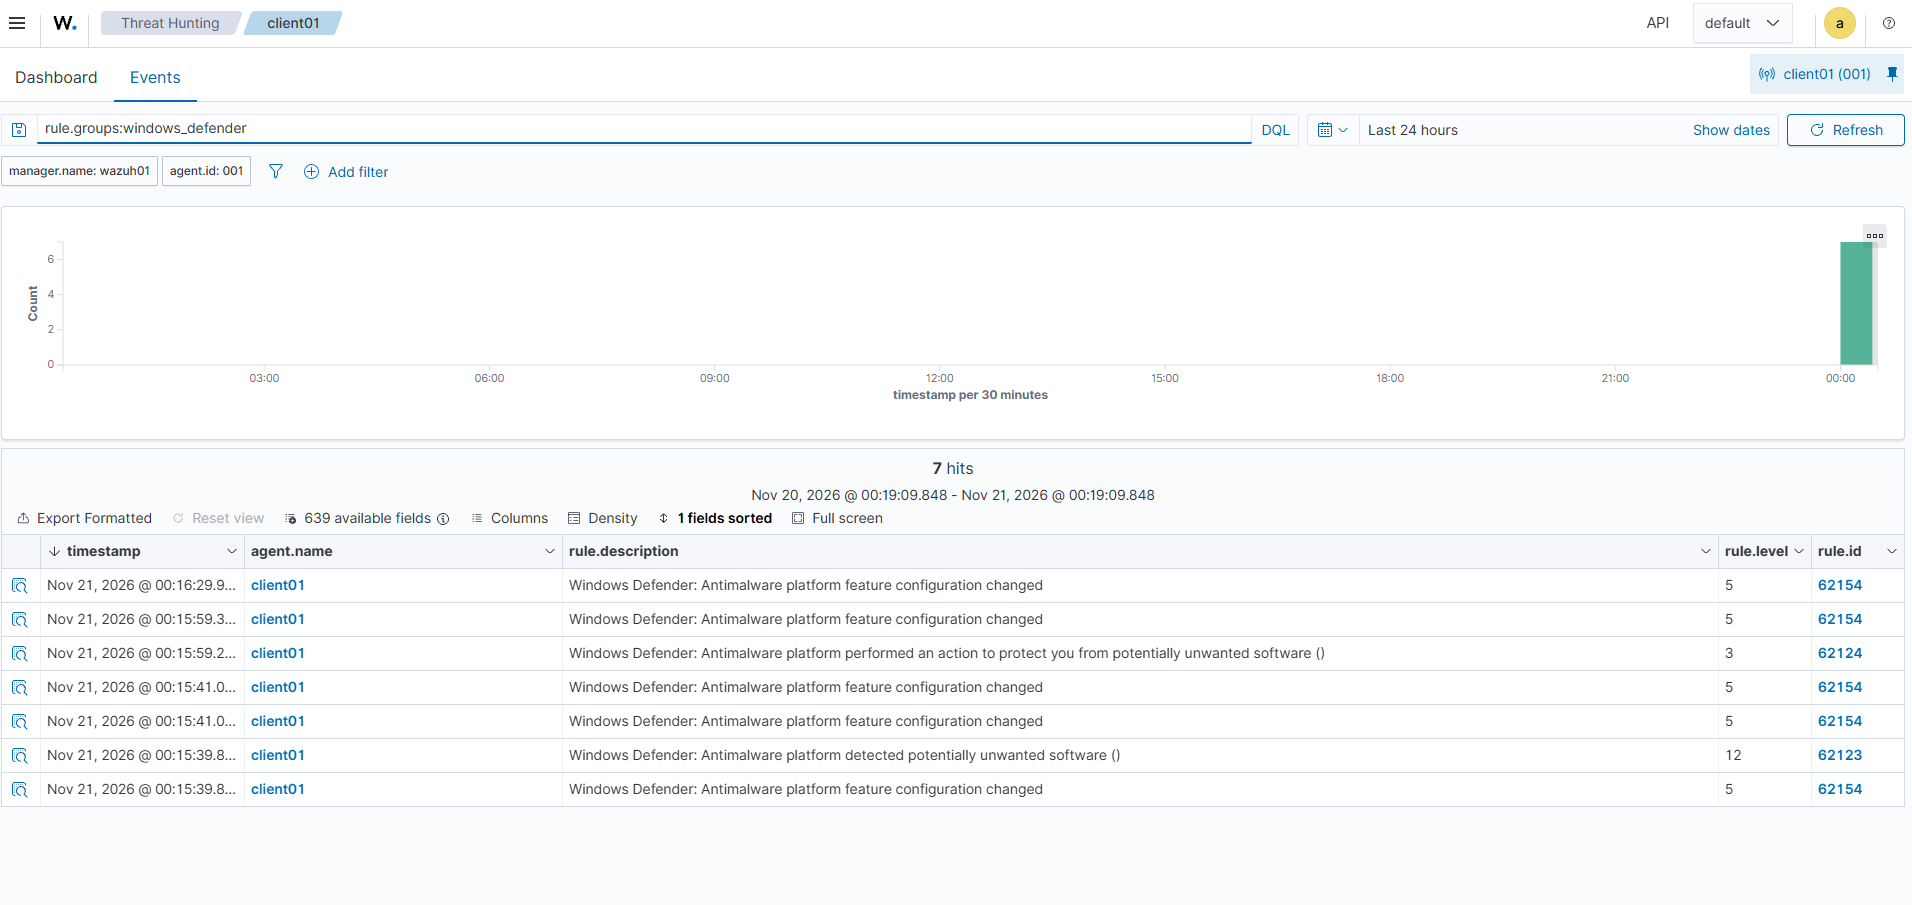 W. Threat Hunting client01 API default a
Dashboard Events client01 (001)
rule.groups:windows_defender DQL Last 24 hours Show dates Refresh
manager.name: wazuh01 agent.id: 001 Add filter
6
4
2
0
Count
03:00 06:00 09:00 12:00 15:00 18:00 21:00 00:00
timestamp per 30 minutes
7 hits
Nov 20, 2026 @ 00:19:09.848 - Nov 21, 2026 @ 00:19:09.848
Export Formatted Reset view 639 available fields Columns Density 1 fields sorted Full screen
timestamp agent.name rule.description rule.level rule.id
Nov 21, 2026 @ 00:16:29.9... client01 Windows Defender: Antimalware platform feature configuration changed 5 62154
Nov 21, 2026 @ 00:15:59.3... client01 Windows Defender: Antimalware platform feature configuration changed 5 62154
Nov 21, 2026 @ 00:15:59.2... client01 Windows Defender: Antimalware platform performed an action to protect you from potentially unwanted software () 3 62124
Nov 21, 2026 @ 00:15:41.0... client01 Windows Defender: Antimalware platform feature configuration changed 5 62154
Nov 21, 2026 @ 00:15:41.0... client01 Windows Defender: Antimalware platform feature configuration changed 5 62154
Nov 21, 2026 @ 00:15:39.8... client01 Windows Defender: Antimalware platform detected potentially unwanted software () 12 62123
Nov 21, 2026 @ 00:15:39.8... client01 Windows Defender: Antimalware platform feature configuration changed 5 62154